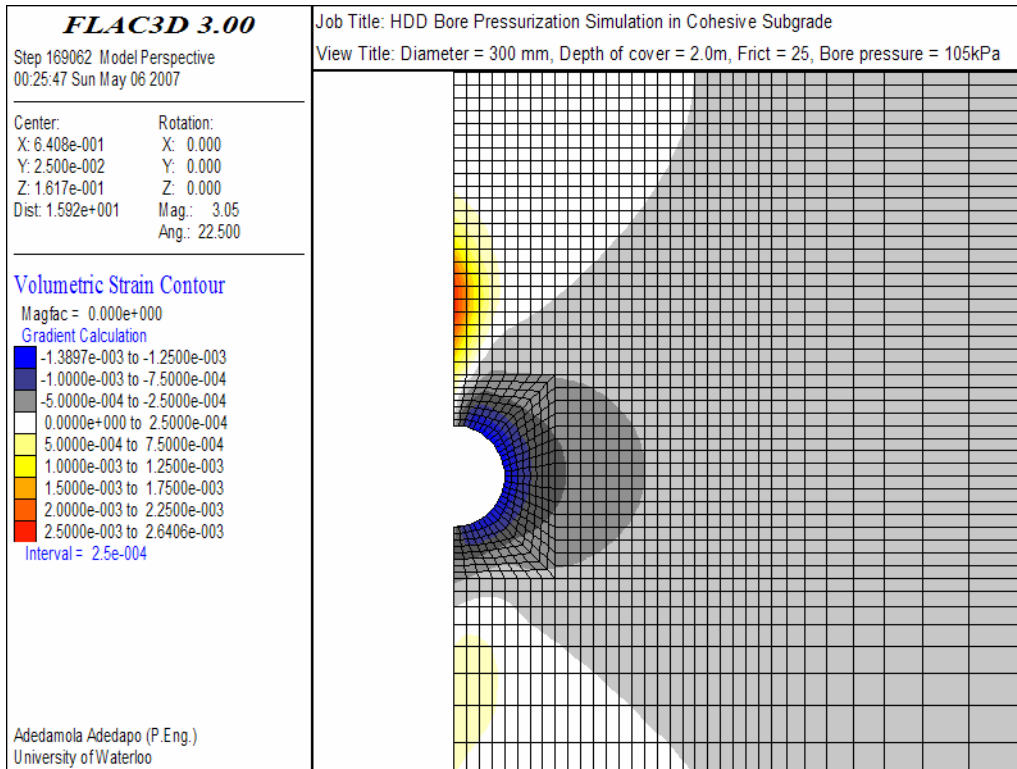 FLAC3D 3.00
Step 169062 Model Perspective
00:25:47 Sun May 06 2007
Center:
X: 6.408e-001
Y: 2.500e-002
Z: 1.617e-001
Dist: 1.592e+001
Rotation:
X: 0.000
Y: 0.000
Z: 0.000
Mag.: 3.05
Ang.: 22.500
Volumetric Strain Contour
Magfac = 0.000e+000
Gradient Calculation
-1.3897e-003 to -1.2500e-003
-1.0000e-003 to -7.5000e-004
-5.0000e-004 to -2.5000e-004
0.0000e+000 to 2.5000e-004
5.0000e-004 to 7.5000e-004
1.0000e-003 to 1.2500e-003
1.5000e-003 to 1.7500e-003
2.0000e-003 to 2.2500e-003
2.5000e-003 to 2.6406e-003
Interval = 2.5e-004
Adedamola Adedapo (P.Eng.)
University of Waterloo
Job Title: HDD Bore Pressurization Simulation in Cohesive Subgrade
View Title: Diameter = 300 mm, Depth of cover = 2.0m, Frict = 25, Bore pressure = 105kPa